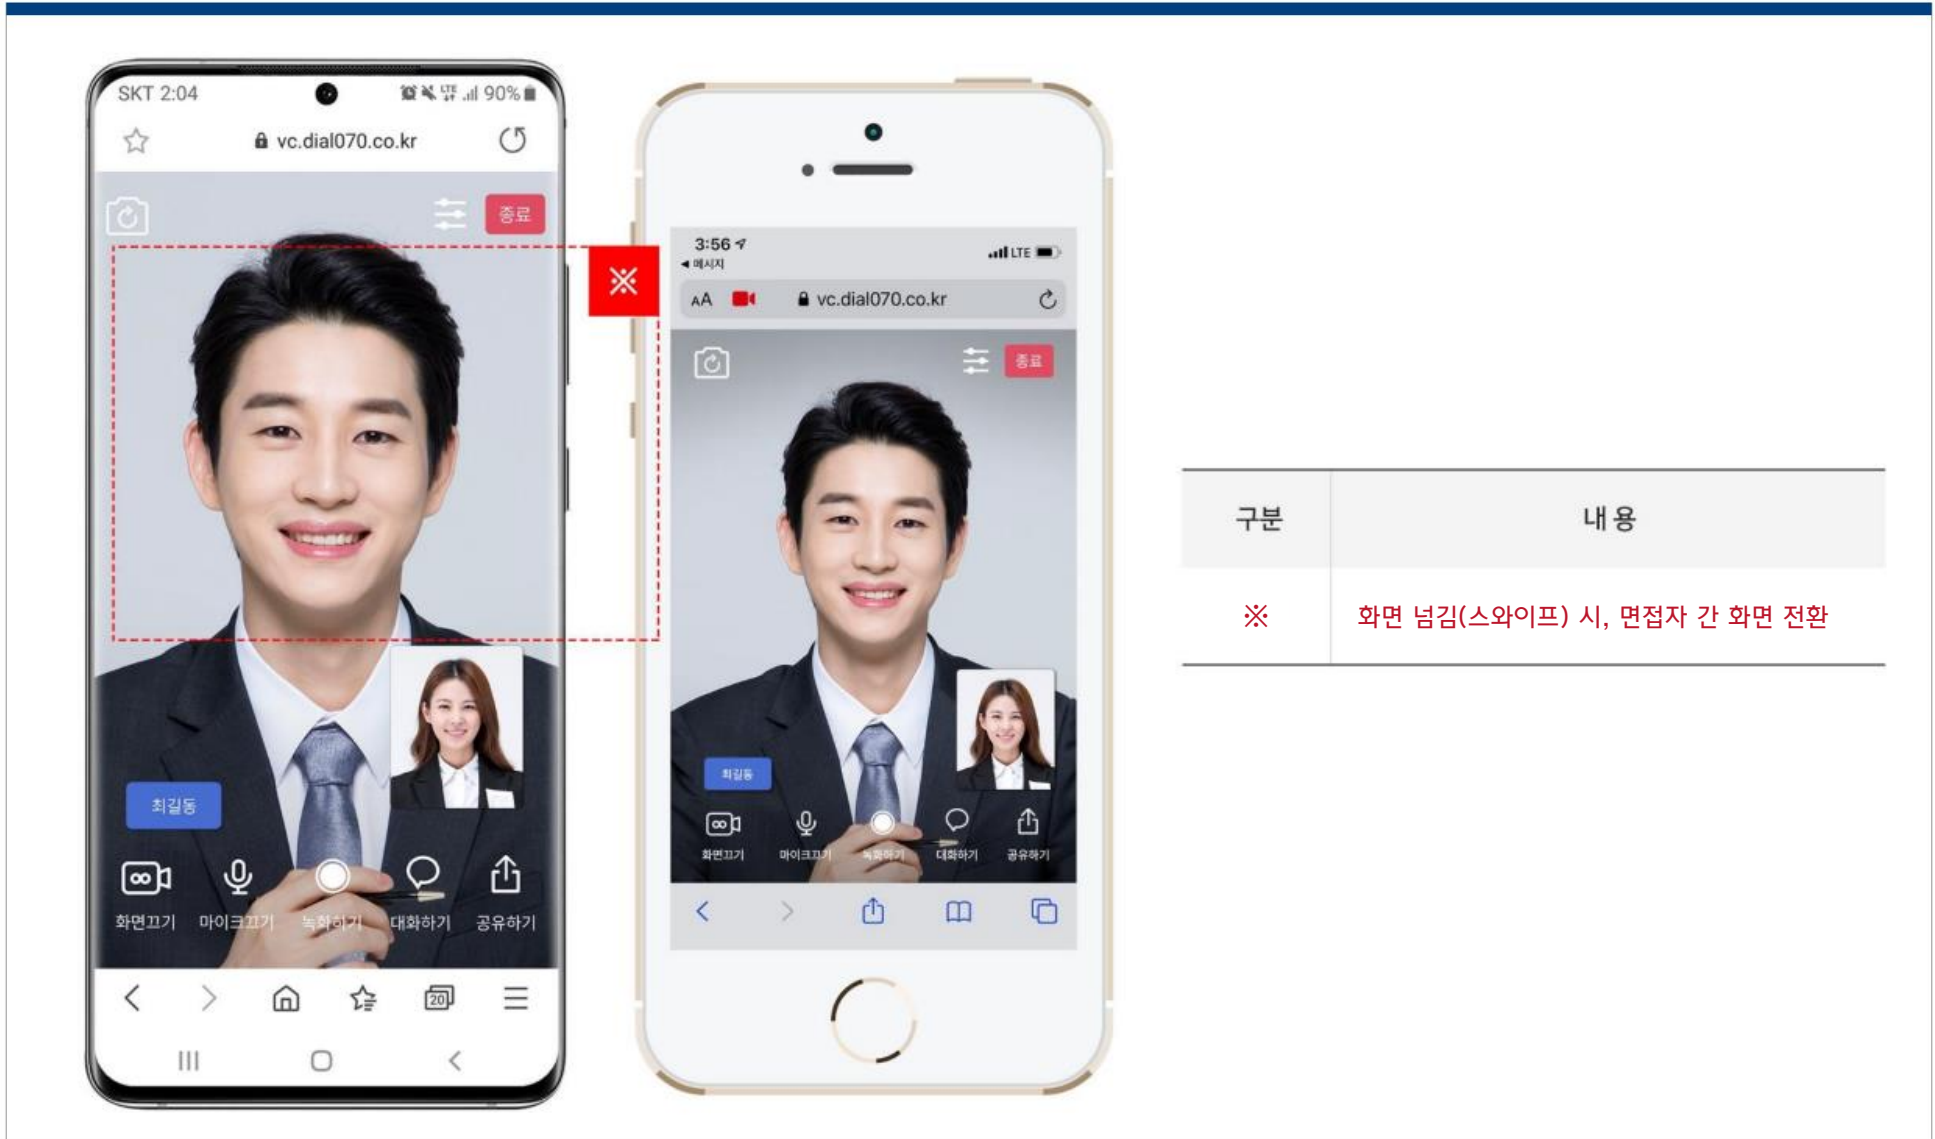 SKT 2:04
LTE 90%
vc.dial070.co.kr
종료
※
최길동
화면끄기 마이크끄기 녹화하기 대화하기 공유하기
20
3:56
메시지
LTE
AA vc.dial070.co.kr
종료
최길동
화면끄기 마이크끄기 녹화하기 대화하기 공유하기
구분 내 용
※ 화면 넘김(스와이프) 시, 면접자 간 화면 전환